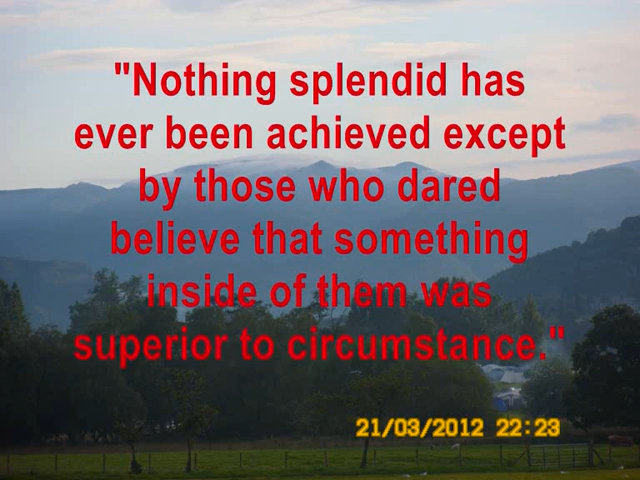 "Nothing splendid has
ever been achieved except
by those who dared
believe that something
inside of them was
superior to circumstance."
21/03/2012 22:23